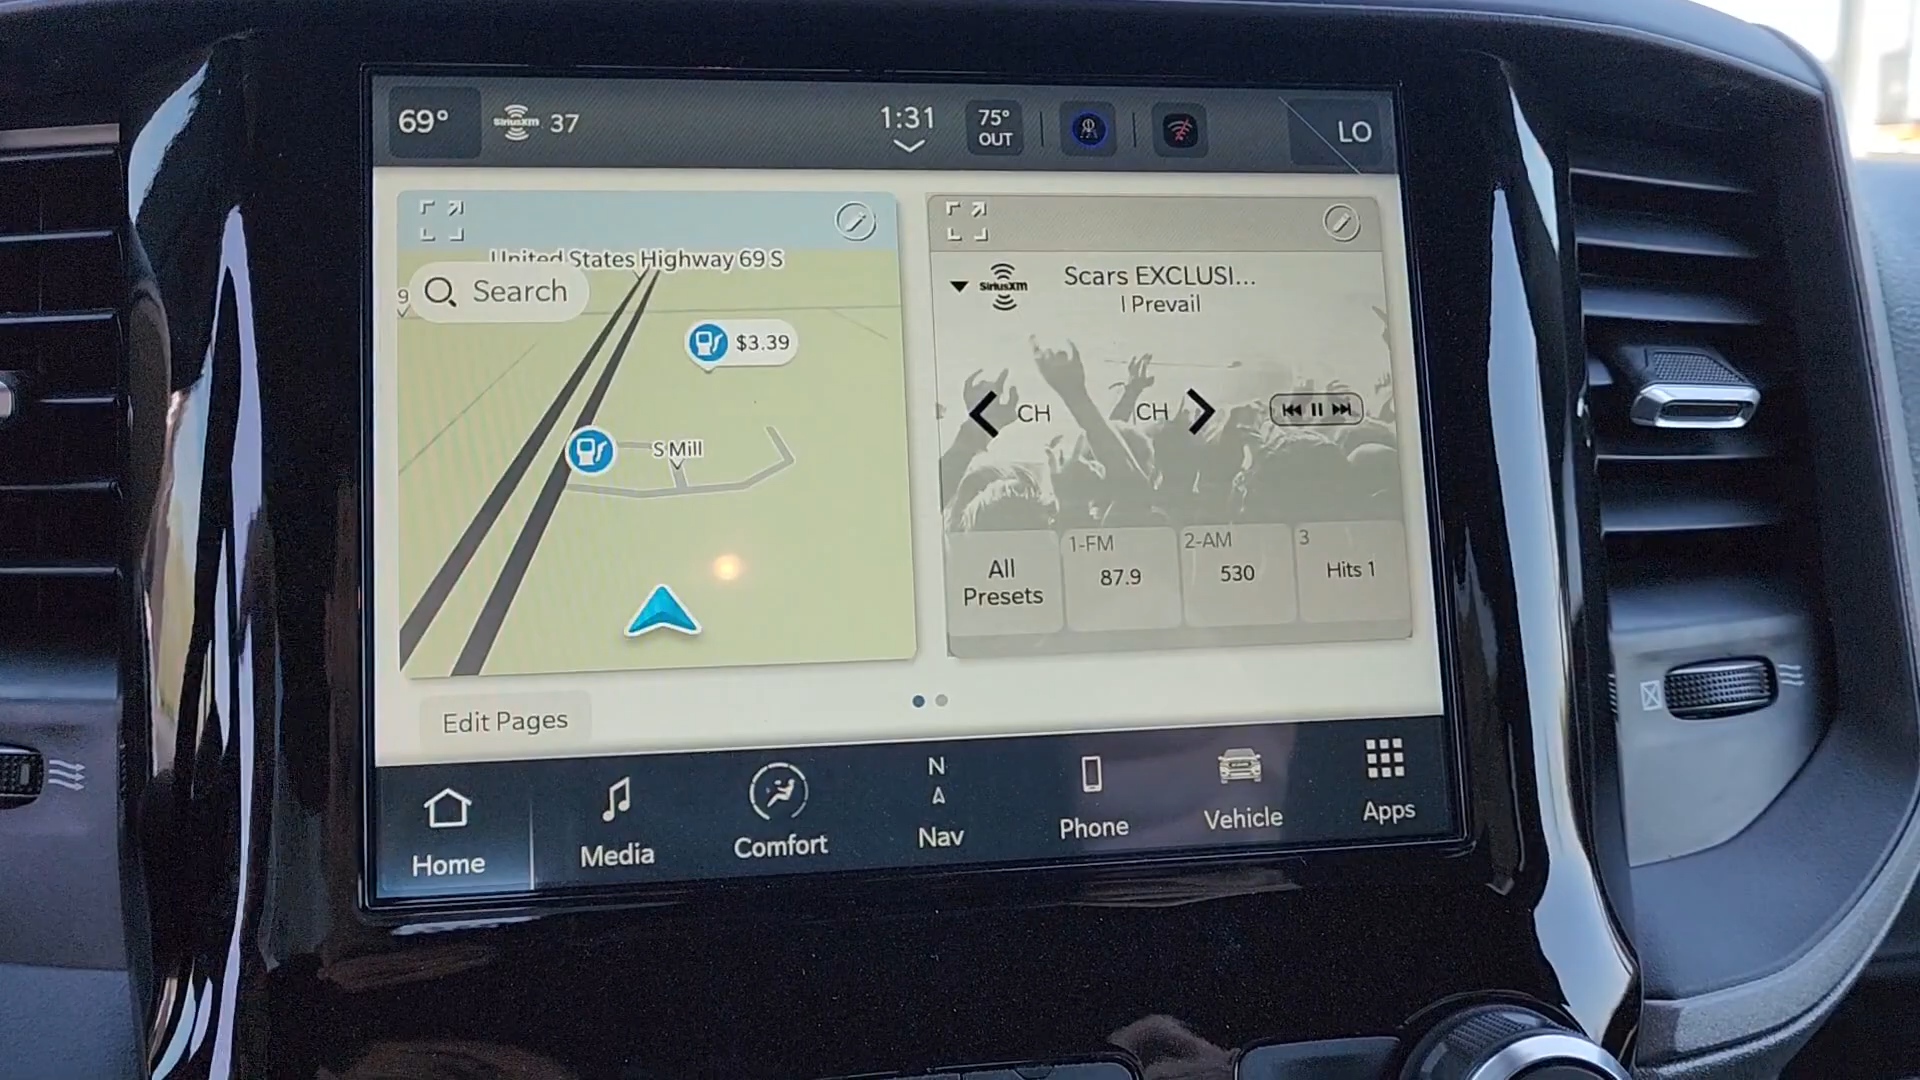 69°
SiriusXM 37
1:31
75°
OUT
LO
United States Highway 69 S
9
Search
$3.39
S Mill
SiriusXM
Scars EXCLUSI...
I Prevail
CH
CH
All
Presets
1-FM
87.9
2-AM
530
3
Hits 1
Edit Pages
Home
Media
Comfort
N
Nav
Phone
Vehicle
Apps